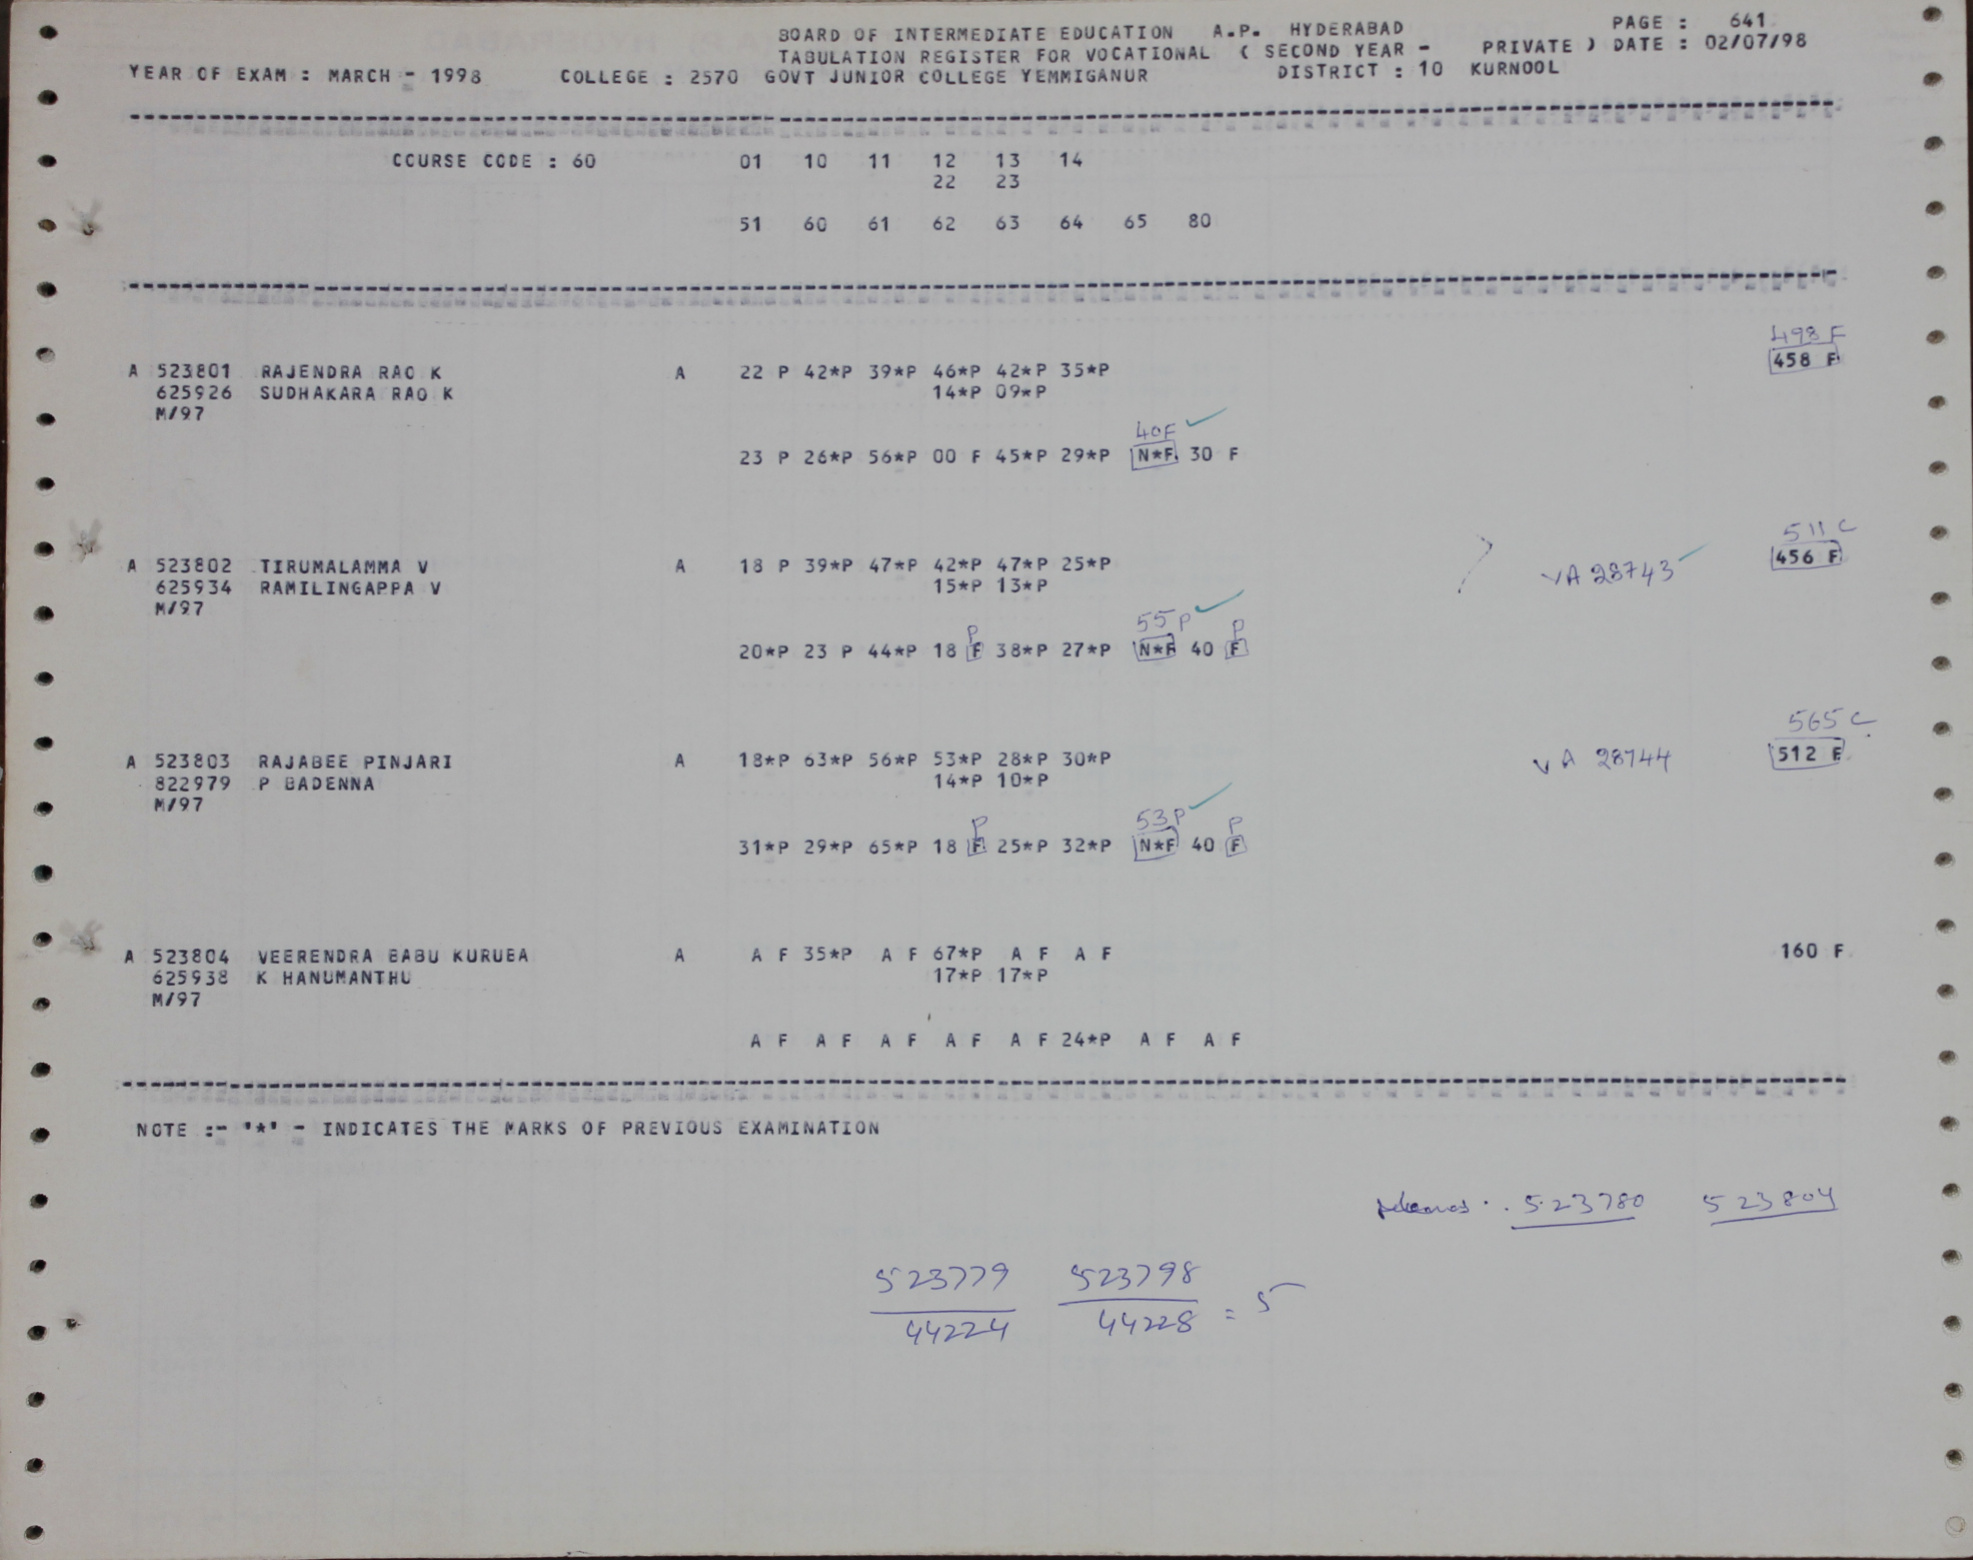 BOARD OF INTERMEDIATE EDUCATION A.P. HYDERABAD PAGE : 641
TABULATION REGISTER FOR VOCATIONAL ( SECOND YEAR - PRIVATE ) DATE : 02/07/98
YEAR OF EXAM : MARCH - 1998 COLLEGE : 2570 GOVT JUNIOR COLLEGE YEMMIGANUR DISTRICT : 10 KURNOOL
COURSE CODE : 60 01 10 11 12 13 14
22 23
51 60 61 62 63 64 65 80
498 F
A 523801 RAJENDRA RAO K A 22 P 42*P 39*P 46*P 42*P 35*P 458 F
625926 SUDHAKARA RAO K 14*P 09*P
M/97
40F
23 P 26*P 56*P 00 F 45*P 29*P N*F 30 F
511 C
A 523802 TIRUMALAMMA V A 18 P 39*P 47*P 42*P 47*P 25*P VA 28743 456 F
625934 RAMILINGAPPA V 15*P 13*P
M/97
P 55P P
20*P 23 P 44*P 18 F 38*P 27*P N*F 40 F
565 C
A 523803 RAJABEE PINJARI A 18*P 63*P 56*P 53*P 28*P 30*P VA 28744 512 F
822979 P BADENNA 14*P 10*P
M/97
P 53P P
31*P 29*P 65*P 18 F 25*P 32*P N*F 40 F
A 523804 VEERENDRA BABU KURUBA A A F 35*P A F 67*P A F A F 160 F
625938 K HANUMANTHU 17*P 17*P
M/97
A F A F A F A F A F 24*P A F A F
NOTE :- '*' - INDICATES THE MARKS OF PREVIOUS EXAMINATION
523780 523804
523779 523798
44224 44228 = 5